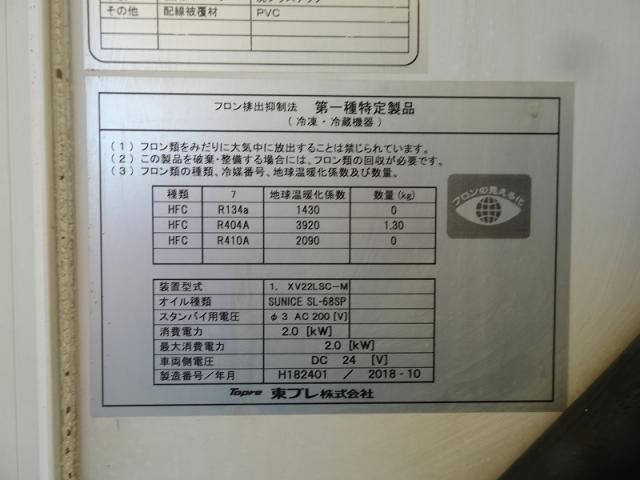 その他 配線被覆材 PVC
フロン排出抑制法 第一種特定製品
(冷凍・冷蔵機器)
(1) フロン類をみだりに大気中に放出することは禁じられています。
(2) この製品を破棄・整備する場合には、フロン類の回収が必要です。
(3) フロン類の種類、冷媒番号、地球温暖化係数及び数量。
種類 7 地球温暖化係数 数量(kg)
HFC R134a 1430 0
HFC R404A 3920 1.30
HFC R410A 2090 0
フロンの見える化
装置型式 1. XV22LSC-M
オイル種類 SUNICE SL-68SP
スタンバイ用電圧 φ3 AC 200 [V]
消費電力 2.0 [kW]
最大消費電力 2.0 [kW]
車両側電圧 DC 24 [V]
製造番号/年月 H182401 / 2018-10
Topre 東プレ株式会社